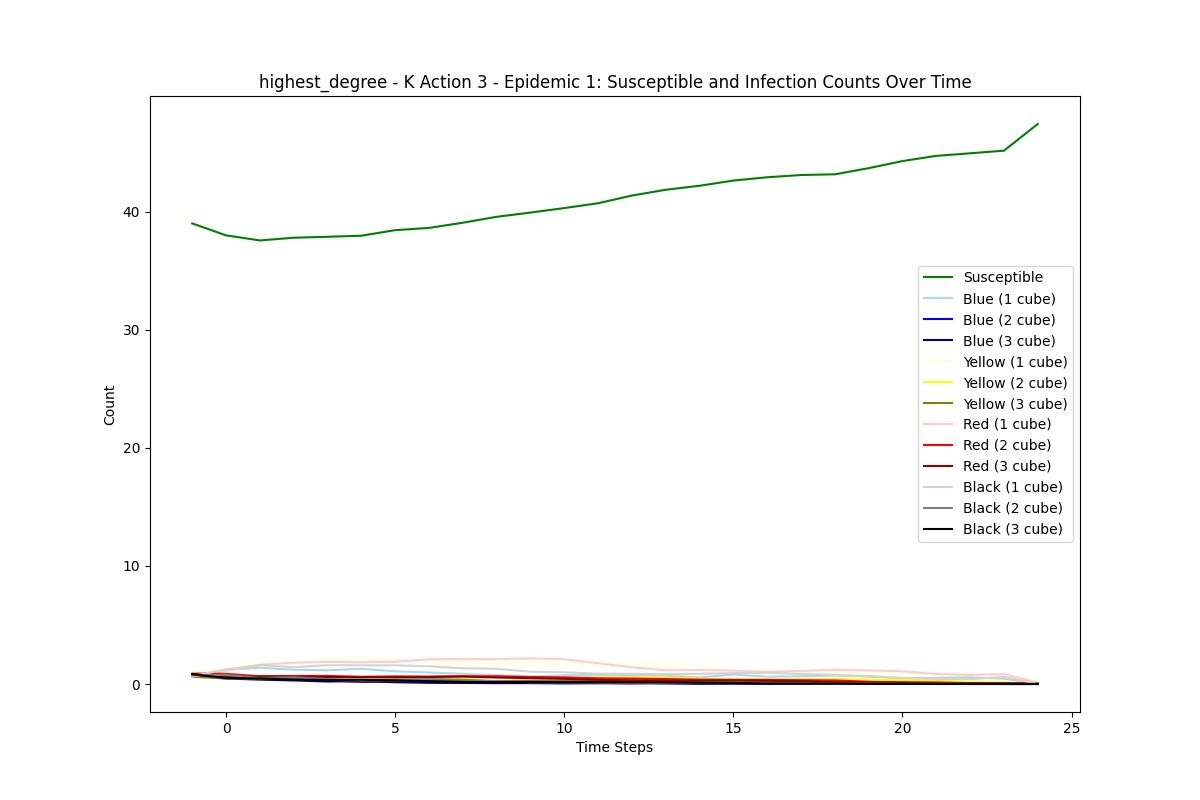 highest_degree - K Action 3 - Epidemic 1: Susceptible and Infection Counts Over Time
Count
40
30
20
10
0
Susceptible
Blue (1 cube)
Blue (2 cube)
Blue (3 cube)
Yellow (1 cube)
Yellow (2 cube)
Yellow (3 cube)
Red (1 cube)
Red (2 cube)
Red (3 cube)
Black (1 cube)
Black (2 cube)
Black (3 cube)
0 5 10 15 20 25
Time Steps